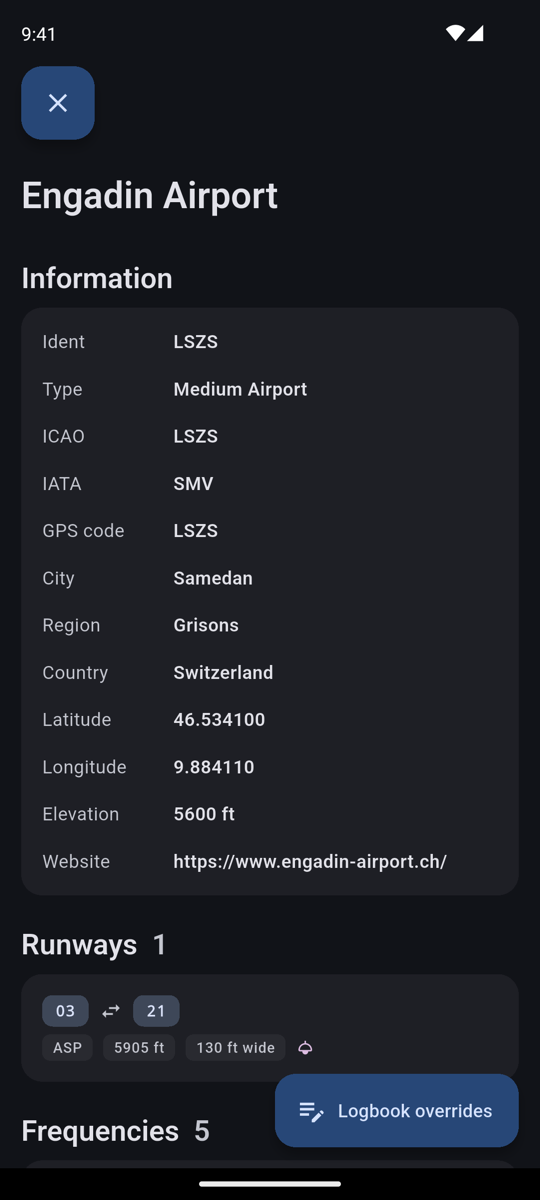 9:41
Engadin Airport
Information
Ident LSZS
Type Medium Airport
ICAO LSZS
IATA SMV
GPS code LSZS
City Samedan
Region Grisons
Country Switzerland
Latitude 46.534100
Longitude 9.884110
Elevation 5600 ft
Website https://www.engadin-airport.ch/
Runways 1
03 21
ASP 5905 ft 130 ft wide
Logbook overrides
Frequencies 5